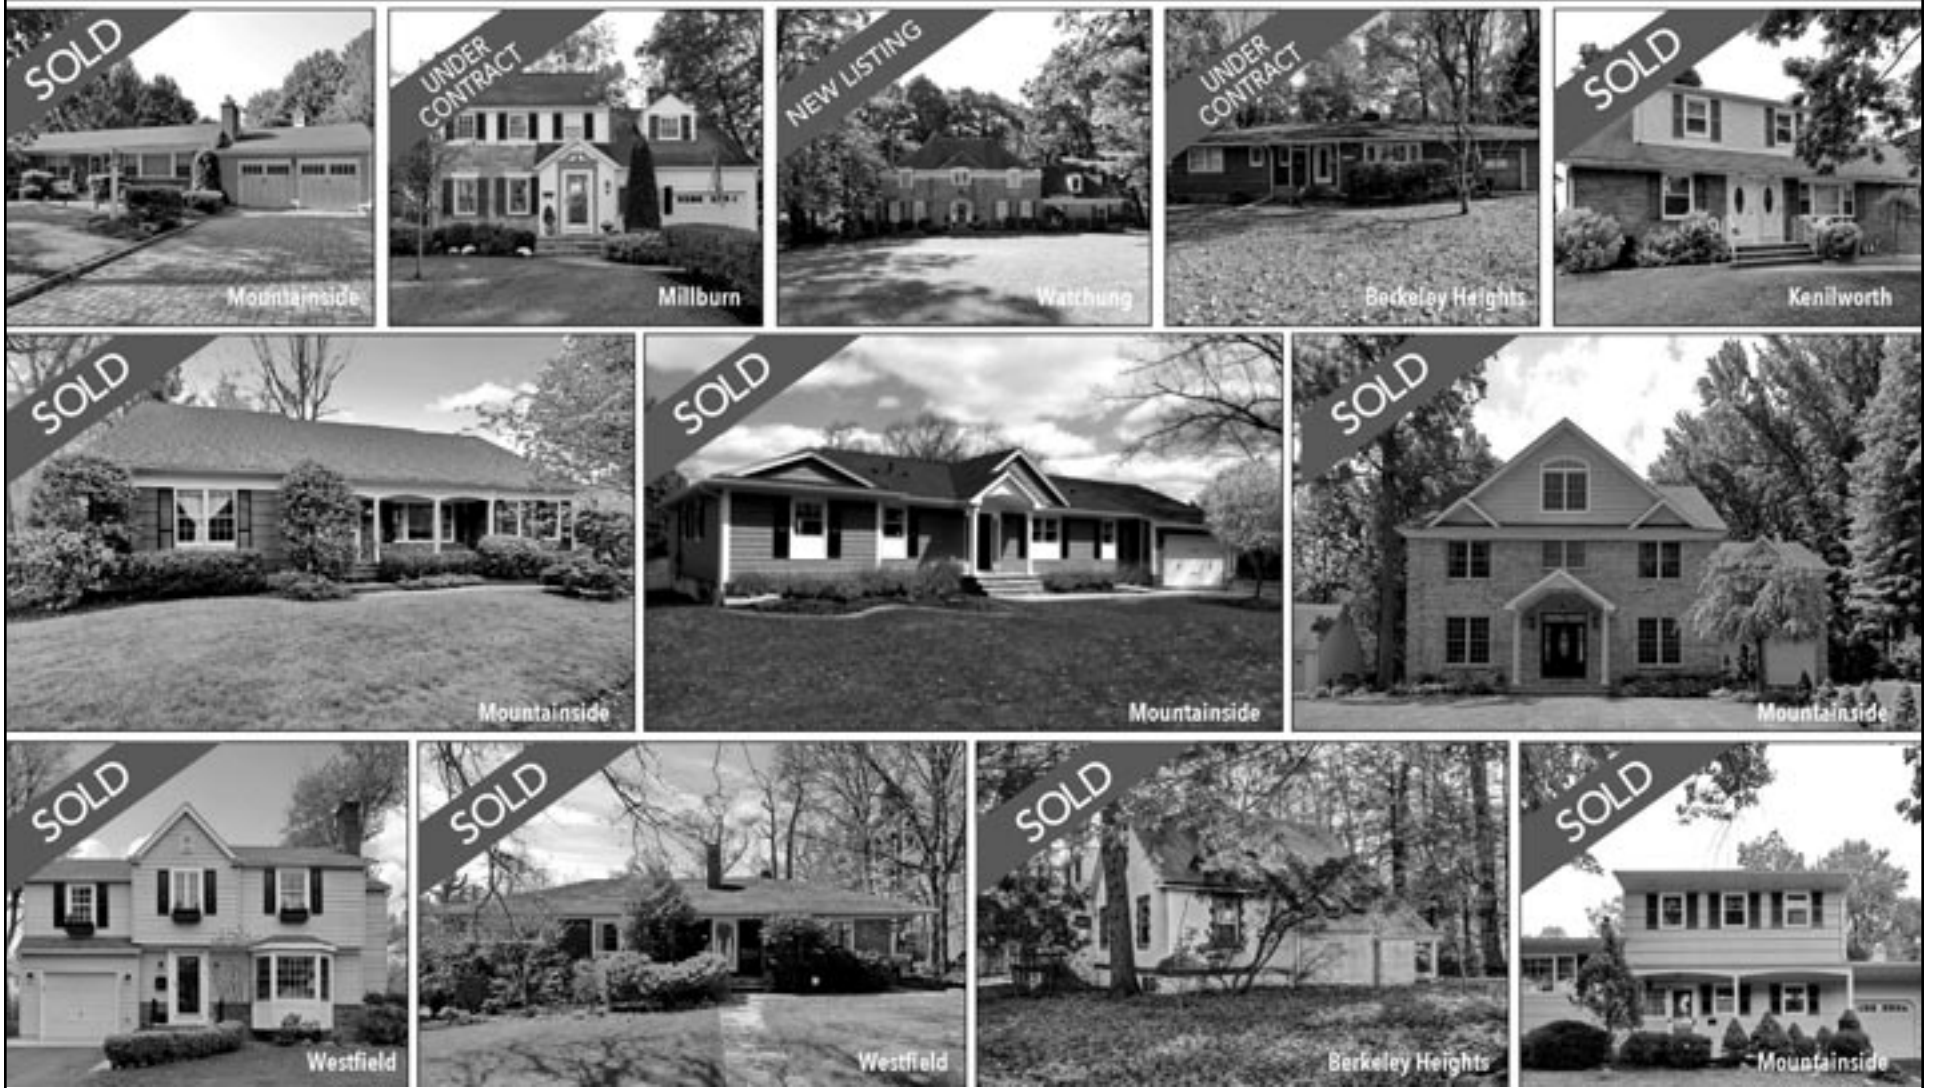 SOLD
Mountainside
UNDER
CONTRACT
Millburn
NEW LISTING
Watchung
UNDER
CONTRACT
Berkeley Heights
SOLD
Kenilworth
SOLD
Mountainside
SOLD
Mountainside
SOLD
Mountainside
SOLD
Westfield
SOLD
Westfield
SOLD
Berkeley Heights
SOLD
Mountainside